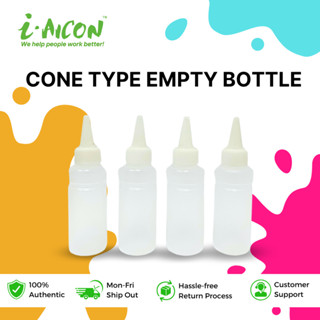 i·AICON™
We help people work better!
CONE TYPE EMPTY BOTTLE
100%
Authentic
Mon-Fri
Ship Out
Hassle-free
Return Process
Customer
Support